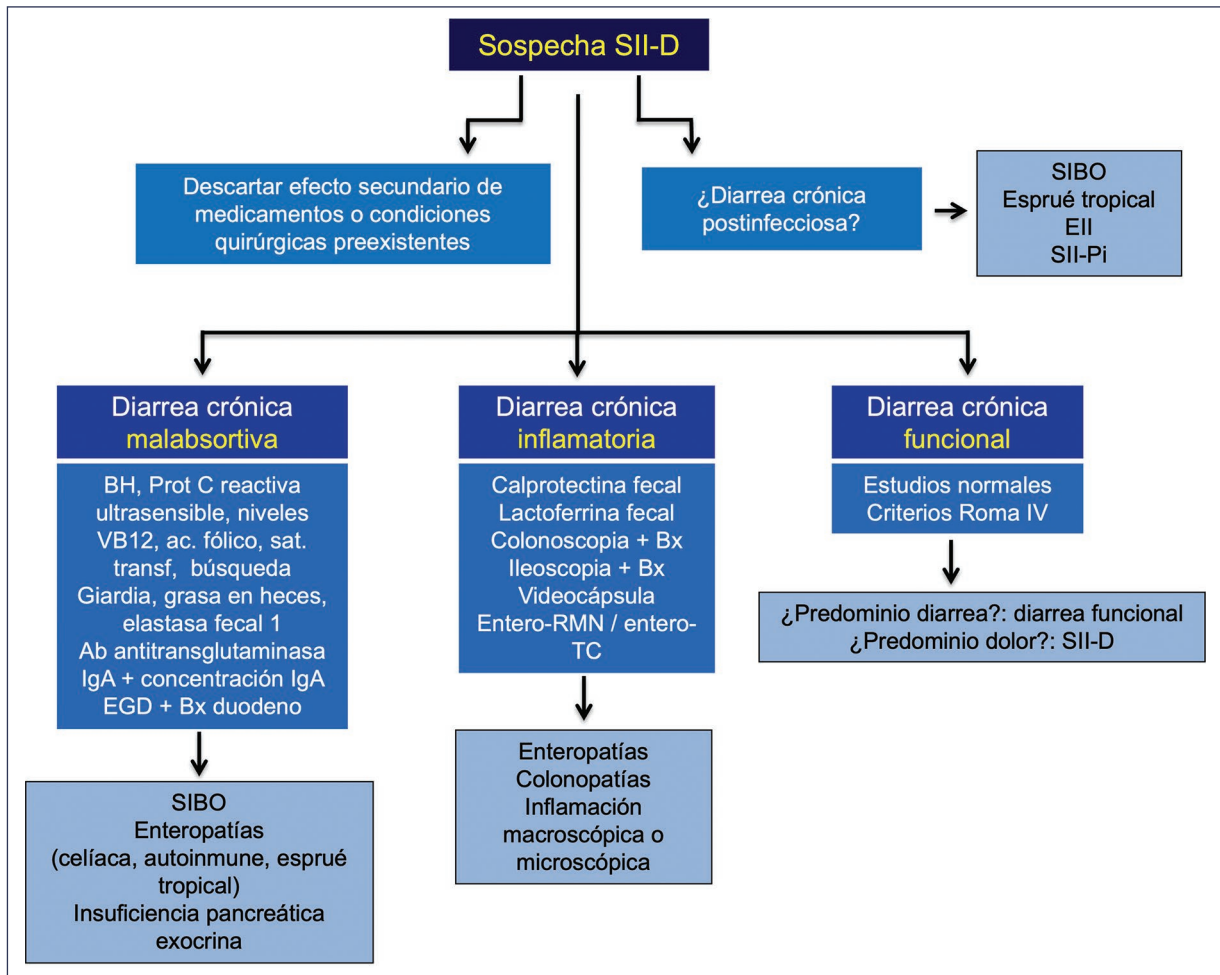 Sospecha SII-D
Descartar efecto secundario de
medicamentos o condiciones
quirúrgicas preexistentes
¿Diarrea crónica
postinfecciosa?
SIBO
Esprué tropical
EII
SII-Pi
Diarrea crónica
malabsortiva
BH, Prot C reactiva
ultrasensible, niveles
VB12, ac. fólico, sat.
transf, búsqueda
Giardia, grasa en heces,
elastasa fecal 1
Ab antitransglutaminasa
IgA + concentración IgA
EGD + Bx duodeno
SIBO
Enteropatías
(celíaca, autoinmune, esprué
tropical)
Insuficiencia pancreática
exocrina
Diarrea crónica
inflamatoria
Calprotectina fecal
Lactoferrina fecal
Colonoscopia + Bx
Ileoscopia + Bx
Videocápsula
Entero-RMN / entero-
TC
Enteropatías
Colonopatías
Inflamación
macroscópica o
microscópica
Diarrea crónica
funcional
Estudios normales
Criterios Roma IV
¿Predominio diarrea?: diarrea funcional
¿Predominio dolor?: SII-D